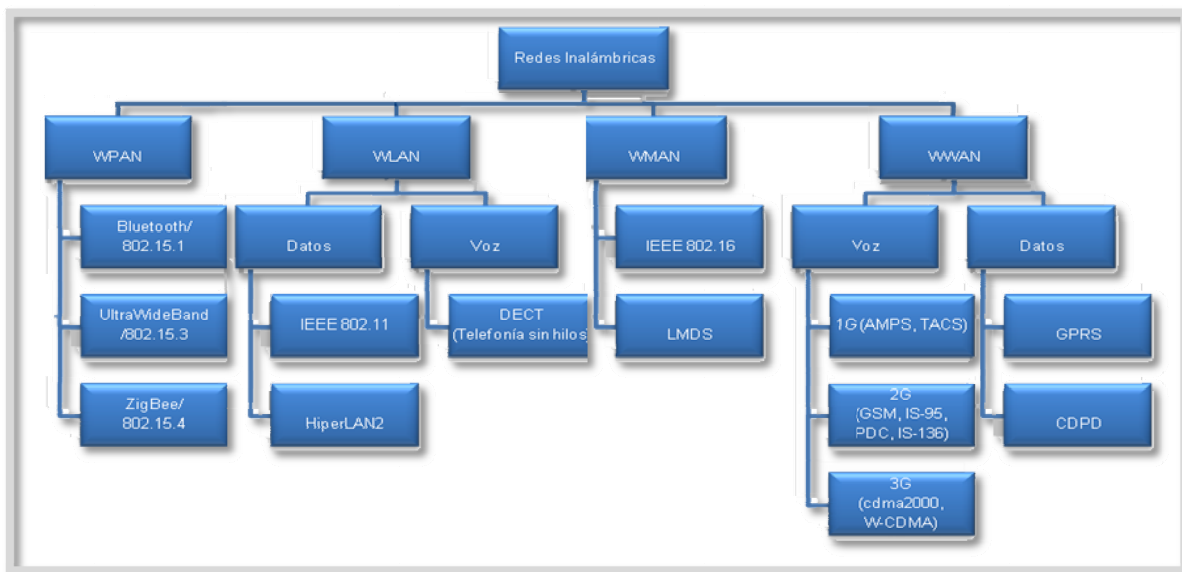 Redes Inalámbricas
WPAN
WLAN
WMAN
WWAN
Bluetooth/
802.15.1
Datos
Voz
IEEE 802.16
Voz
Datos
UltraWideBand
/802.15.3
IEEE 802.11
DECT
(Telefonía sin hilos)
LMDS
1G (AMPS, TACS)
GPRS
ZigBee/
802.15.4
HiperLAN2
2G
(GSM, IS-95,
PDC, IS-136)
CDPD
3G
(cdma2000,
W-CDMA)